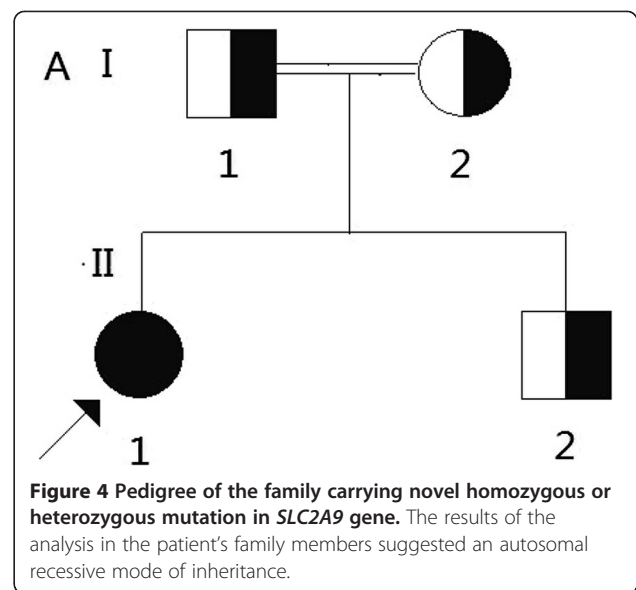 A I
1 2
II
1 2
Figure 4 Pedigree of the family carrying novel homozygous or
heterozygous mutation in SLC2A9 gene. The results of the
analysis in the patient's family members suggested an autosomal
recessive mode of inheritance.